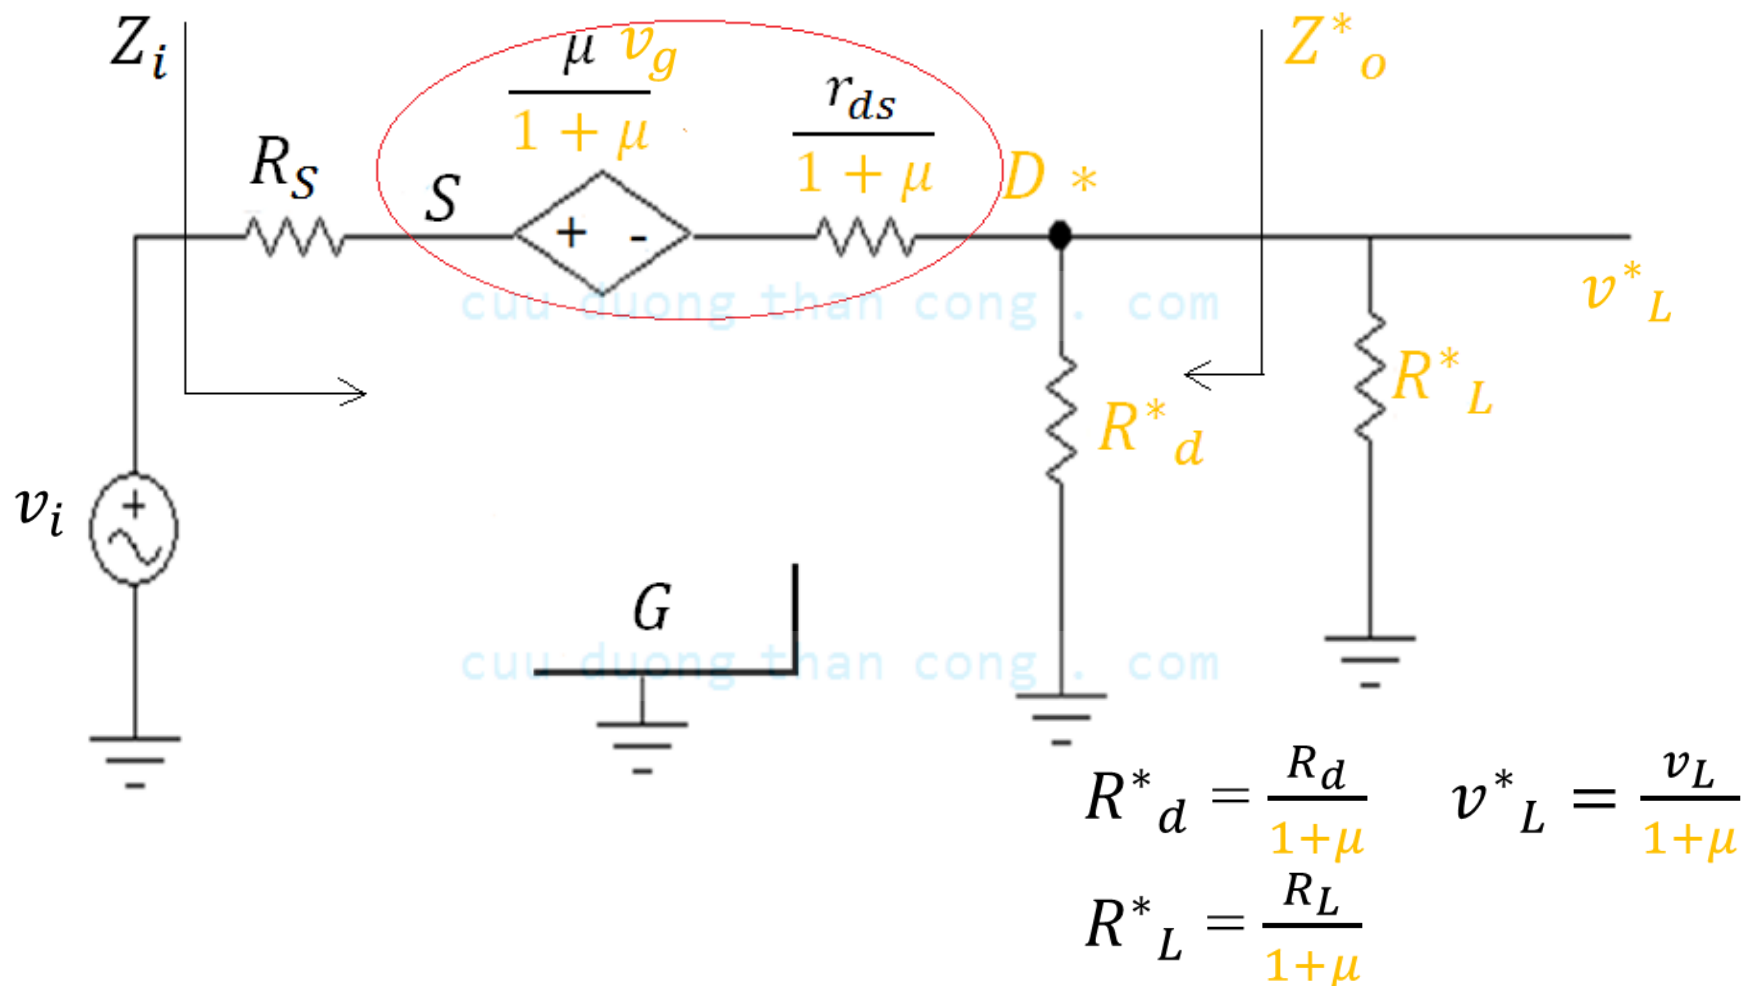 Z_i
μ v_g
1 + μ
r_ds
1 + μ
Z*_o
R_S
S
+ -
D *
cuu duong than cong . com
v*_L
R*_L
R*_d
v_i
+
G
cuu duong than cong . com
R*_d = R_d / 1+μ v*_L = v_L / 1+μ
R*_L = R_L / 1+μ